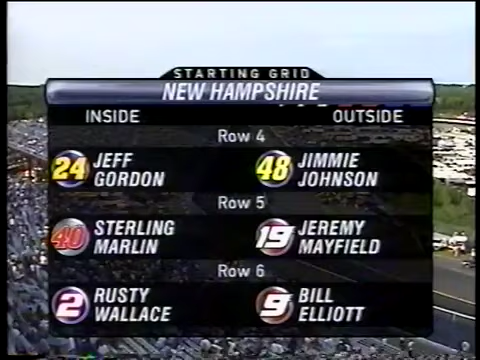 STARTING GRID
NEW HAMPSHIRE
INSIDE OUTSIDE
Row 4
24 JEFF GORDON 48 JIMMIE JOHNSON
Row 5
40 STERLING MARLIN 19 JEREMY MAYFIELD
Row 6
2 RUSTY WALLACE 9 BILL ELLIOTT